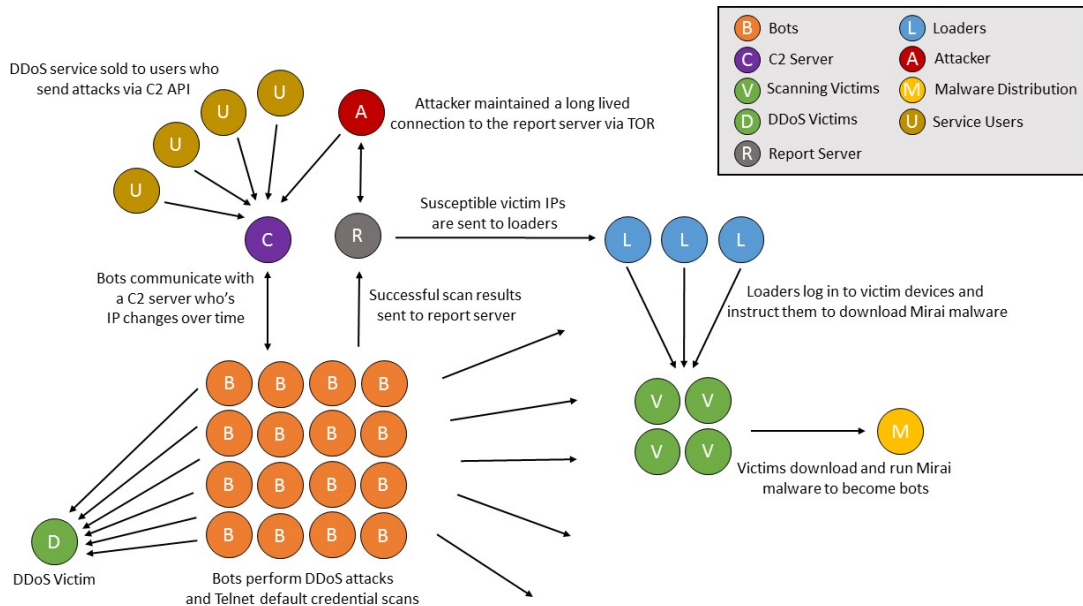 B Bots
L Loaders
C C2 Server
A Attacker
V Scanning Victims
M Malware Distribution
D DDoS Victims
U Service Users
R Report Server
DDoS service sold to users who
send attacks via C2 API
U
U
U
U
A
Attacker maintained a long lived
connection to the report server via TOR
C
R
Susceptible victim IPs
are sent to loaders
L L L
Bots communicate with
a C2 server who's
IP changes over time
Successful scan results
sent to report server
Loaders log in to victim devices and
instruct them to download Mirai malware
B B B B
B B B B
B B B B
B B B B
V V
V V
M
Victims download and run Mirai
malware to become bots
D
DDoS Victim
Bots perform DDoS attacks
and Telnet default credential scans